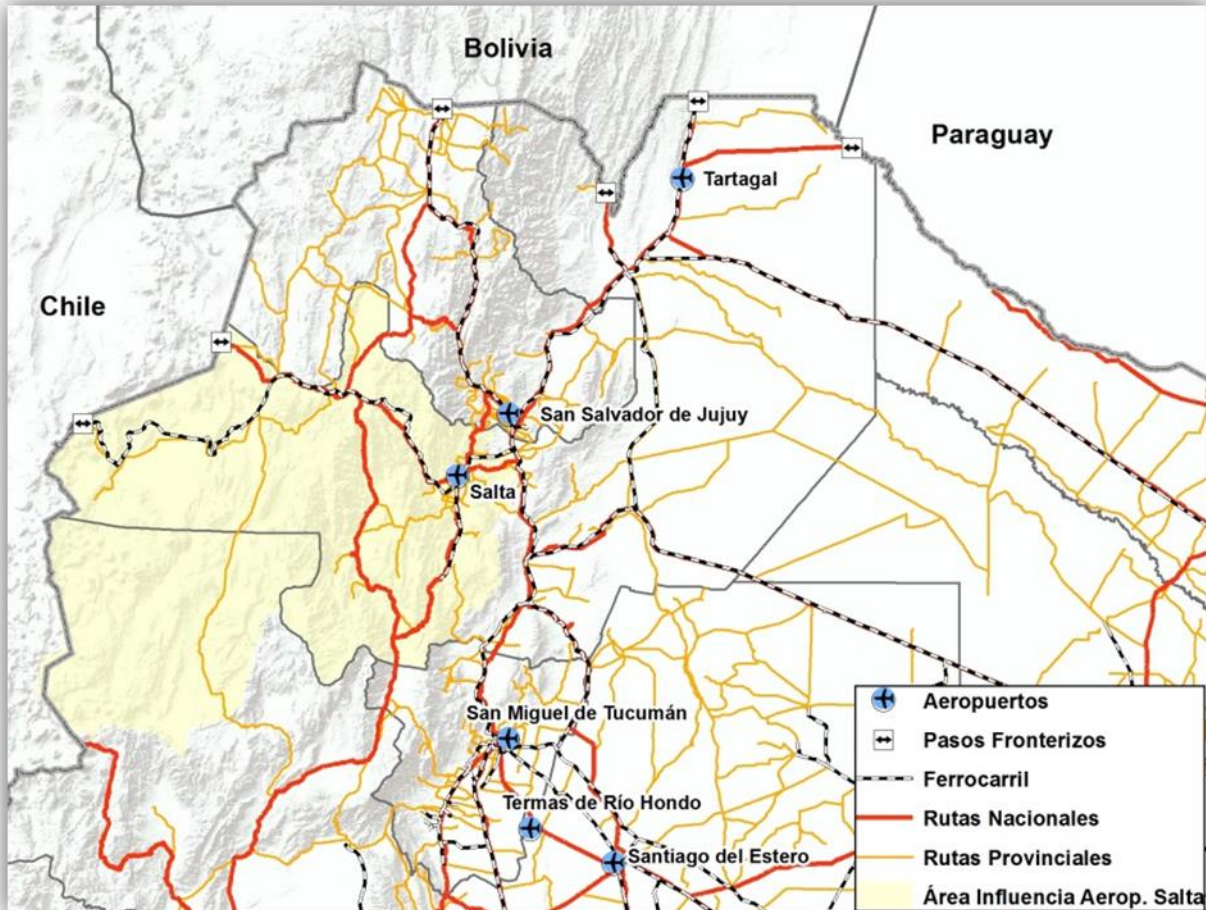 Bolivia
Paraguay
Tartagal
Chile
San Salvador de Jujuy
Salta
San Miguel de Tucumán
Termas de Río Hondo
Santiago del Estero
Aeropuertos
Pasos Fronterizos
Ferrocarril
Rutas Nacionales
Rutas Provinciales
Área Influencia Aerop. Salta